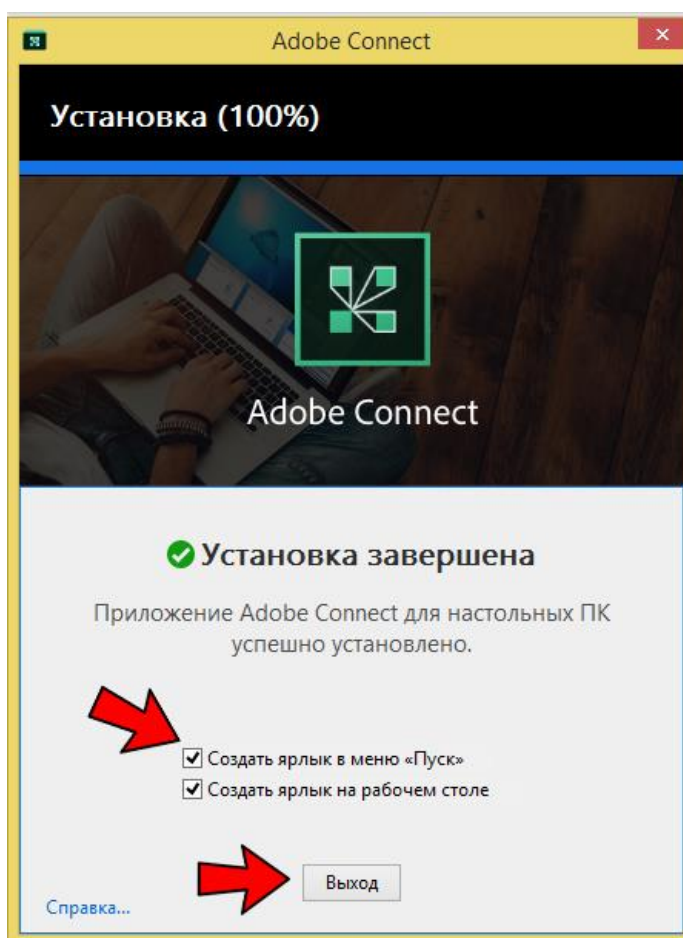 Adobe Connect
Установка (100%)
Adobe Connect
Установка завершена
Приложение Adobe Connect для настольных ПК
успешно установлено.
Создать ярлык в меню «Пуск»
Создать ярлык на рабочем столе
Выход
Справка...